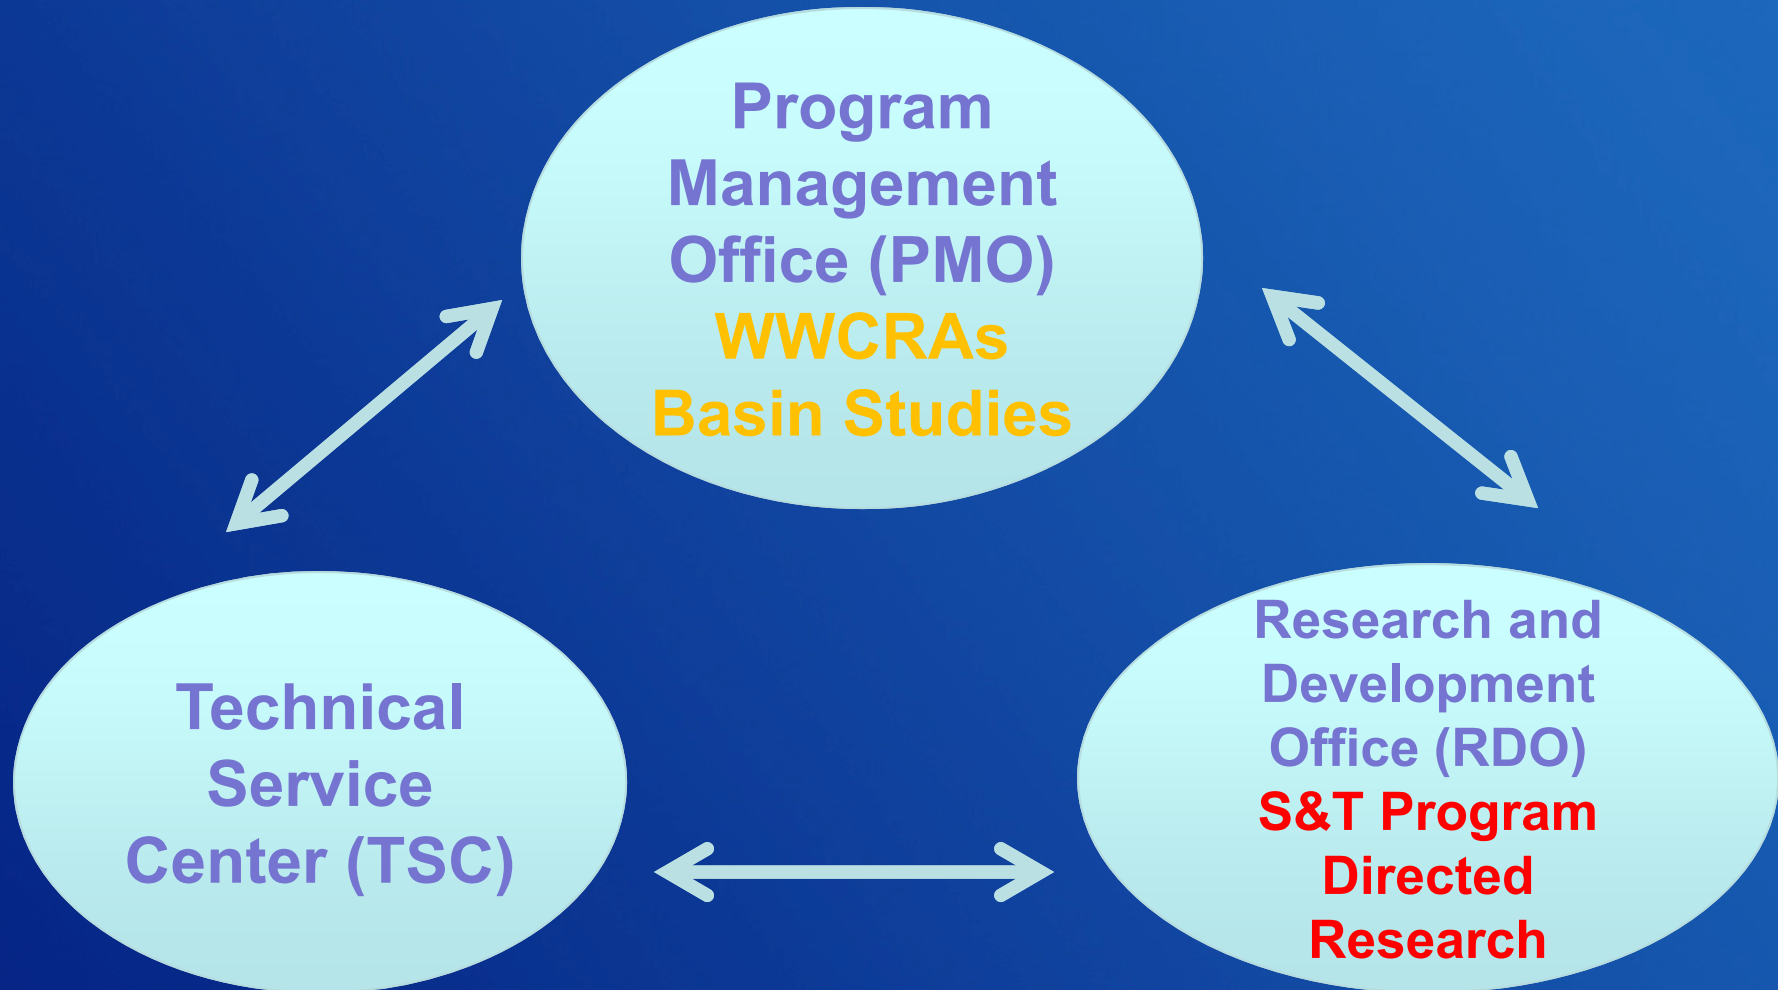 Program
Management
Office (PMO)
WWCRAs
Basin Studies
Technical
Service
Center (TSC)
Research and
Development
Office (RDO)
S&T Program
Directed
Research